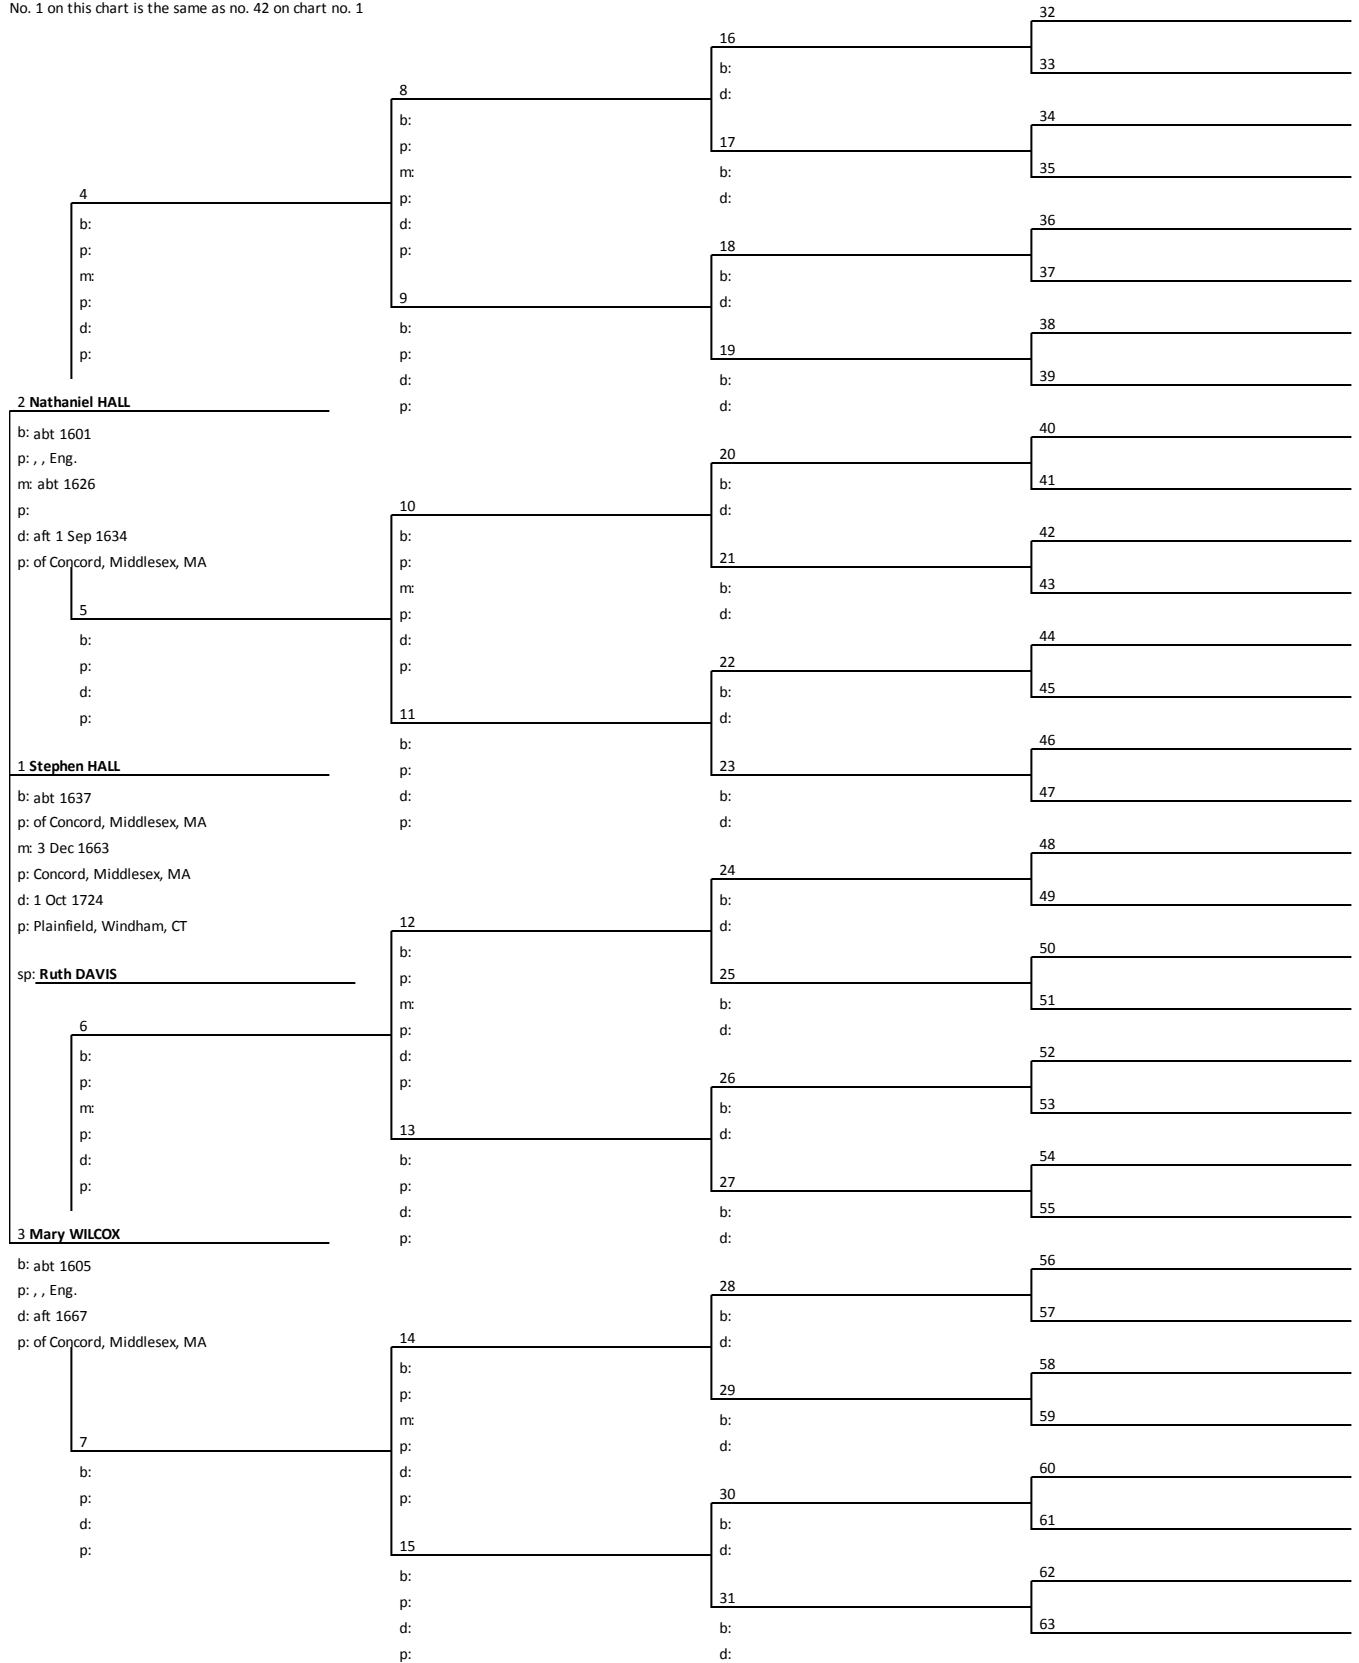 No. 1 on this chart is the same as no. 42 on chart no. 1
4
b:
p:
m:
p:
d:
p:
2 Nathaniel HALL
b: abt 1601
p: , , Eng.
m: abt 1626
p:
d: aft 1 Sep 1634
p: of Concord, Middlesex, MA
5
b:
p:
d:
p:
1 Stephen HALL
b: abt 1637
p: of Concord, Middlesex, MA
m: 3 Dec 1663
p: Concord, Middlesex, MA
d: 1 Oct 1724
p: Plainfield, Windham, CT
sp: Ruth DAVIS
6
b:
p:
m:
p:
d:
p:
3 Mary WILCOX
b: abt 1605
p: , , Eng.
d: aft 1667
p: of Concord, Middlesex, MA
7
b:
p:
d:
p:
8
b:
p:
m:
p:
d:
p:
9
b:
p:
d:
p:
10
b:
p:
m:
p:
d:
p:
11
b:
p:
d:
p:
12
b:
p:
m:
p:
d:
p:
13
b:
p:
d:
p:
14
b:
p:
m:
p:
d:
p:
15
b:
p:
d:
p:
16
b:
d:
17
b:
d:
18
b:
d:
19
b:
d:
20
b:
d:
21
b:
d:
22
b:
d:
23
b:
d:
24
b:
d:
25
b:
d:
26
b:
d:
27
b:
d:
28
b:
d:
29
b:
d:
30
b:
d:
31
b:
d:
32
33
34
35
36
37
38
39
40
41
42
43
44
45
46
47
48
49
50
51
52
53
54
55
56
57
58
59
60
61
62
63